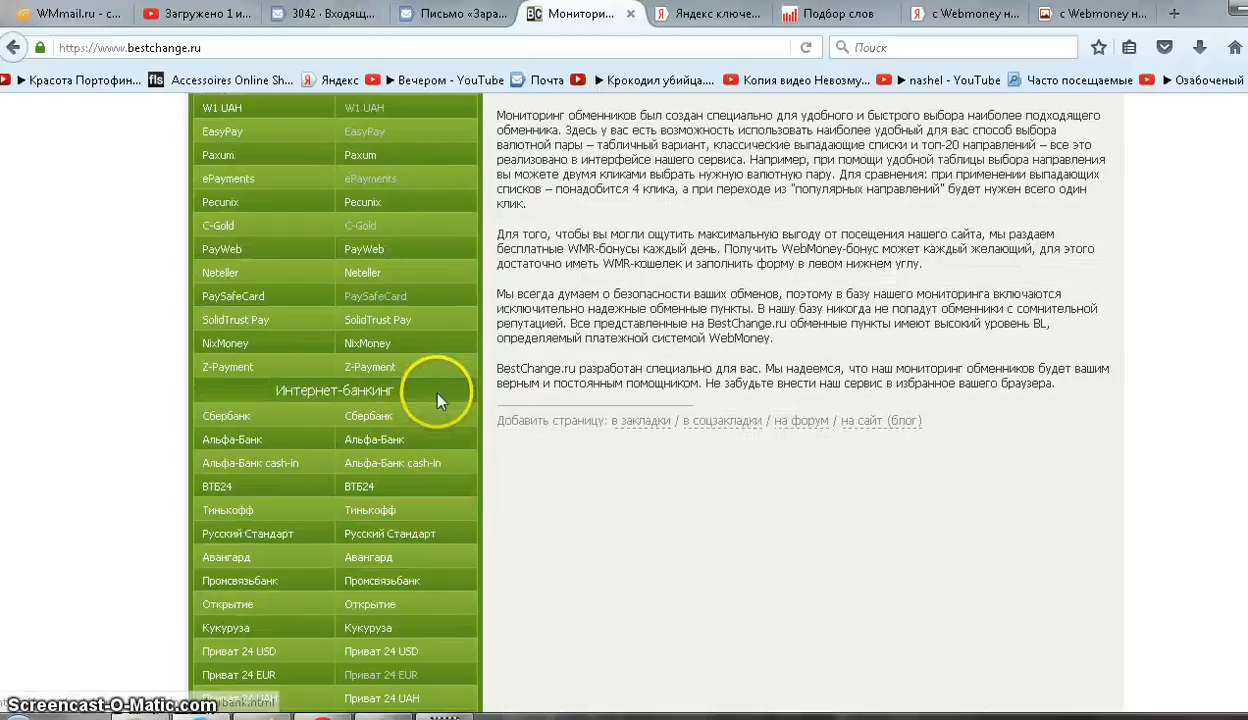 WMmail.ru - с...
Загружено 1 и...
3042 · Входящ...
Письмо «Зара...
Монитори...
Яндекс ключе...
Подбор слов
с Webmoney н...
с Webmoney н...
https://www.bestchange.ru
Поиск
Красота Портофин...
fls Accessoires Online Sh...
Яндекс
Вечером - YouTube
Почта
Крокодил убийца....
Копия видео Невозму...
nashel - YouTube
Часто посещаемые
Озабоченый
W1 UAH W1 UAH
EasyPay EasyPay
Paxum Paxum
ePayments ePayments
Pecunix Pecunix
C-Gold C-Gold
PayWeb PayWeb
Neteller Neteller
PaySafeCard PaySafeCard
SolidTrust Pay SolidTrust Pay
NixMoney NixMoney
Z-Payment Z-Payment
Интернет-банкинг
Сбербанк Сбербанк
Альфа-Банк Альфа-Банк
Альфа-Банк cash-in Альфа-Банк cash-in
ВТБ24 ВТБ24
Тинькофф Тинькофф
Русский Стандарт Русский Стандарт
Авангард Авангард
Промсвязьбанк Промсвязьбанк
Открытие Открытие
Кукуруза Кукуруза
Приват 24 USD Приват 24 USD
Приват 24 EUR Приват 24 EUR
Приват 24 UAH
Мониторинг обменников был создан специально для удобного и быстрого выбора наиболее подходящего
обменника. Здесь у вас есть возможность использовать наиболее удобный для вас способ выбора
валютной пары – табличный вариант, классические выпадающие списки и топ-20 направлений – все это
реализовано в интерфейсе нашего сервиса. Например, при помощи удобной таблицы выбора направления
вы можете двумя кликами выбрать нужную валютную пару. Для сравнения: при применении выпадающих
списков – понадобится 4 клика, а при переходе из "популярных направлений" будет нужен всего один
клик.
Для того, чтобы вы могли ощутить максимальную выгоду от посещения нашего сайта, мы раздаем
бесплатные WMR-бонусы каждый день. Получить WebMoney-бонус может каждый желающий, для этого
достаточно иметь WMR-кошелек и заполнить форму в левом нижнем углу.
Мы всегда думаем о безопасности ваших обменов, поэтому в базу нашего мониторинга включаются
исключительно надежные обменные пункты. В нашу базу никогда не попадут обменники с сомнительной
репутацией. Все представленные на BestChange.ru обменные пункты имеют высокий уровень BL,
определяемый платежной системой WebMoney.
BestChange.ru разработан специально для вас. Мы надеемся, что наш мониторинг обменников будет вашим
верным и постоянным помощником. Не забудьте внести наш сервис в избранное вашего браузера.
Добавить страницу: в закладки / в соцзакладки / на форум / на сайт (блог)
Screencast-O-Matic.com